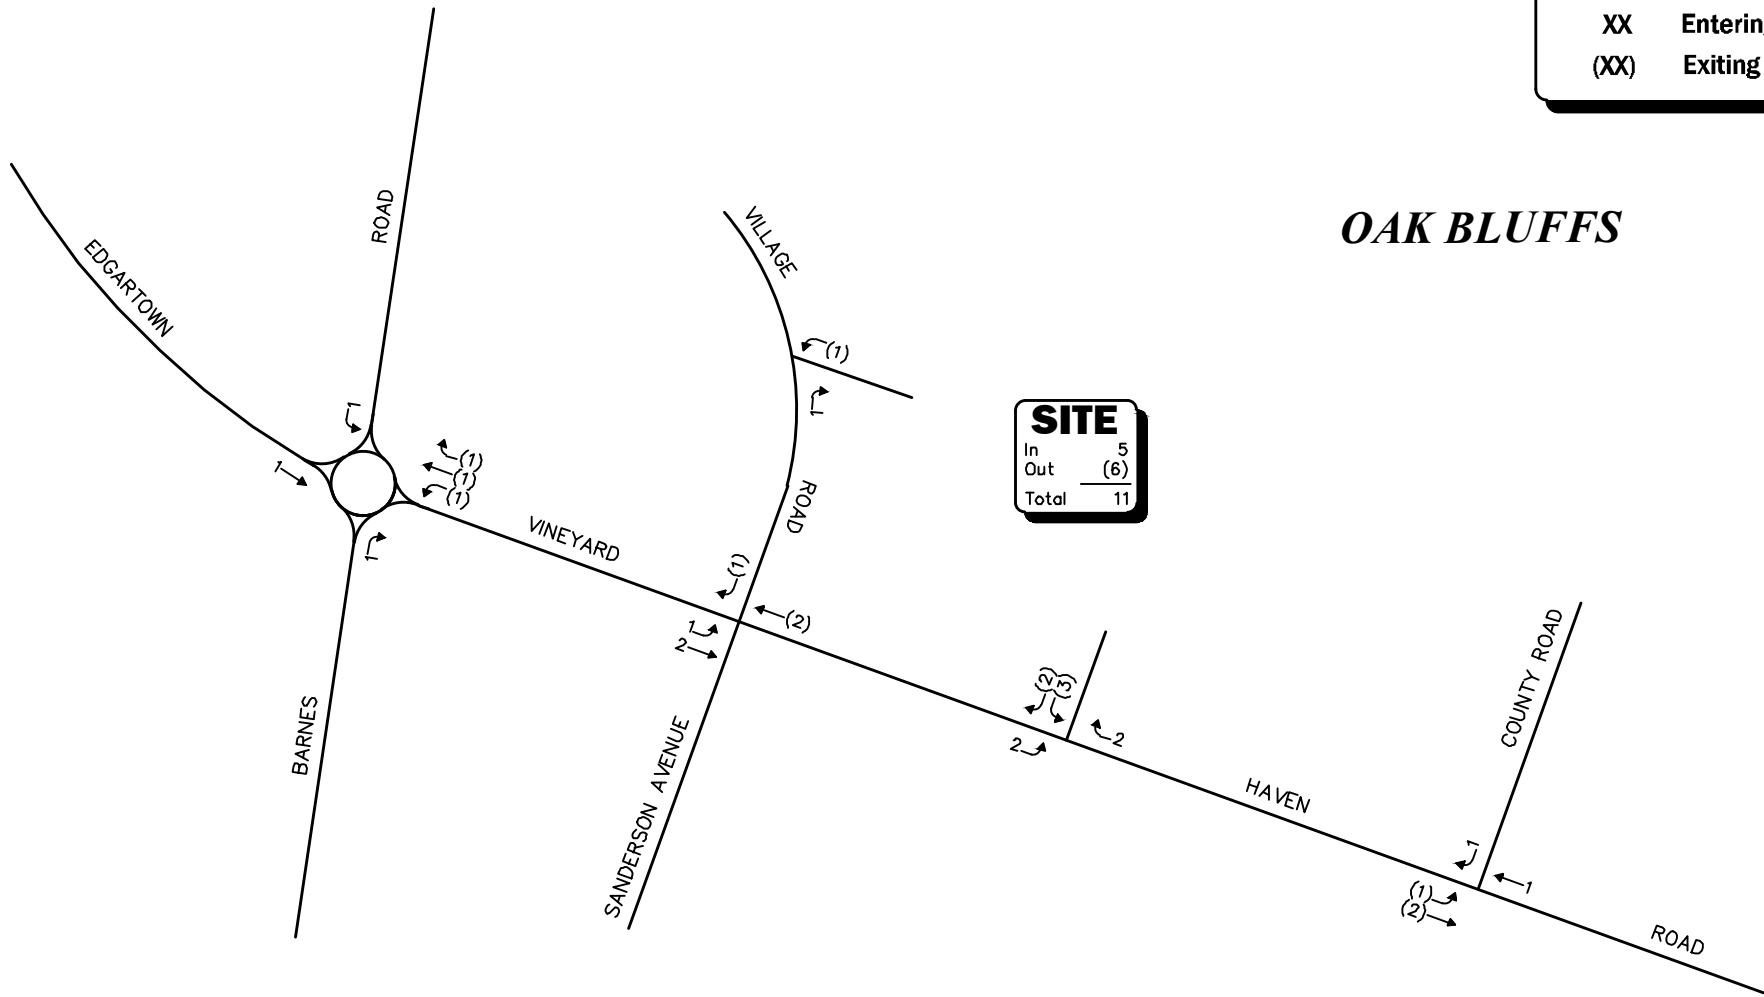 XX Enterin
(XX) Exiting
OAK BLUFFS
ROAD
EDGARTOWN
VILLAGE
(1)
1
1
SITE
In 5
Out (6)
Total 11
1
(1)
(1)
(1)
1
ROAD
VINEYARD
(1)
(2)
1
2
COUNTY ROAD
(2)
(3)
2
2
BARNES
SANDERSON AVENUE
HAVEN
1
1
(1)
(2)
ROAD